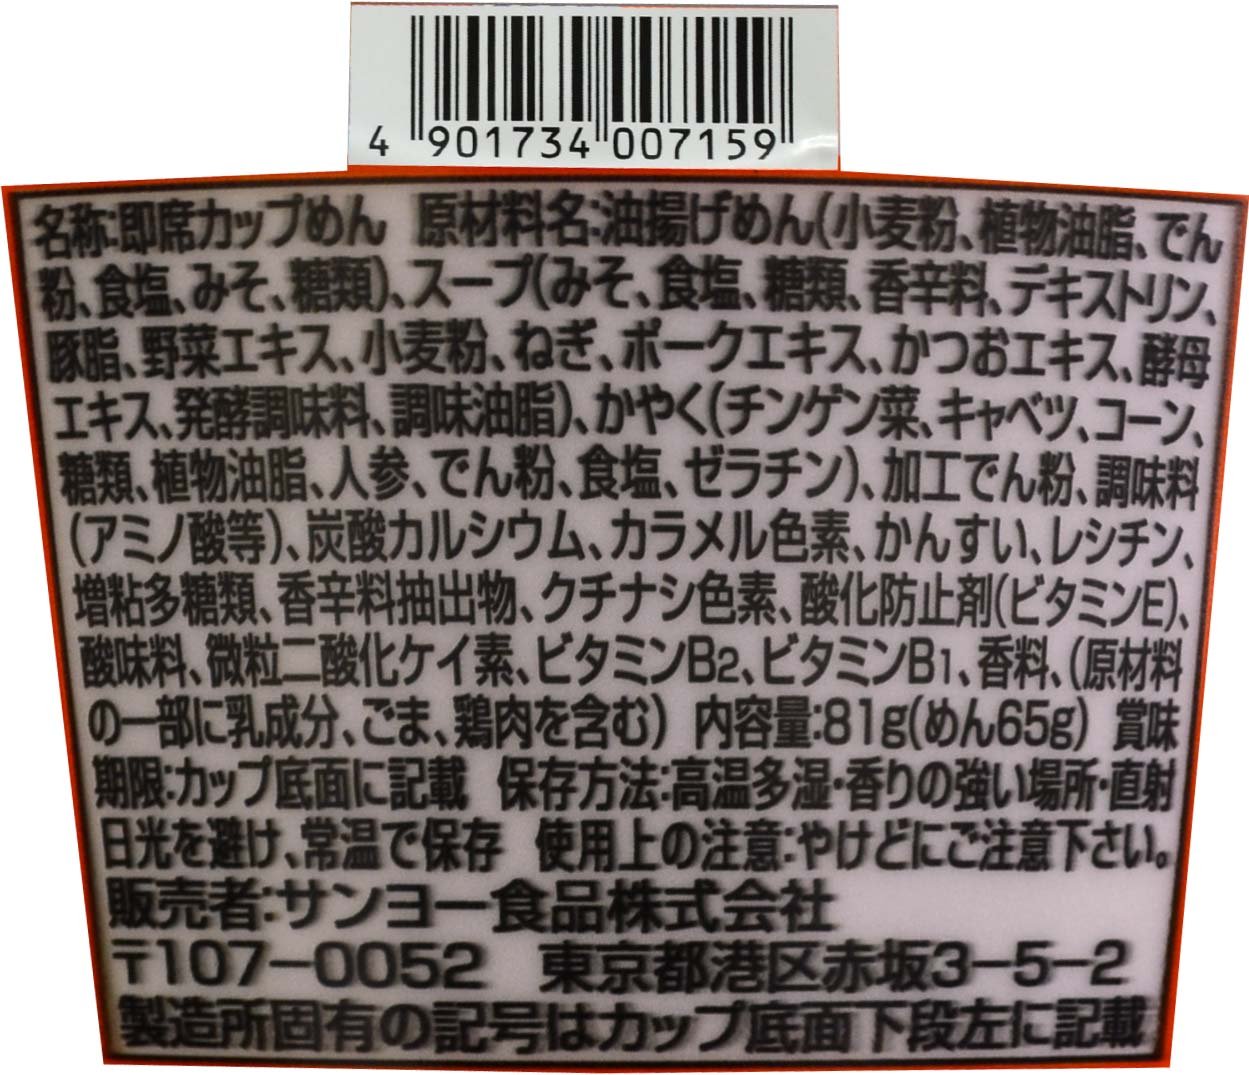 4 901734 007159
名称:即席カップめん 原材料名:油揚げめん(小麦粉、植物油脂、でん
粉、食塩、みそ、糖類)、スープ(みそ、食塩、糖類、香辛料、デキストリン、
豚脂、野菜エキス、小麦粉、ねぎ、ポークエキス、かつおエキス、酵母
エキス、発酵調味料、調味油脂)、かやく(チンゲン菜、キャベツ、コーン、
糖類、植物油脂、人参、でん粉、食塩、ゼラチン)、加工でん粉、調味料
(アミノ酸等)、炭酸カルシウム、カラメル色素、かんすい、レシチン、
増粘多糖類、香辛料抽出物、クチナシ色素、酸化防止剤(ビタミンE)、
酸味料、微粒二酸化ケイ素、ビタミンB2、ビタミンB1、香料、(原材料
の一部に乳成分、ごま、鶏肉を含む) 内容量:81g(めん65g) 賞味
期限:カップ底面に記載 保存方法:高温多湿・香りの強い場所・直射
日光を避け、常温で保存 使用上の注意:やけどにご注意下さい。
販売者:サンヨー食品株式会社
〒107-0052 東京都港区赤坂3-5-2
製造所固有の記号はカップ底面下段左に記載